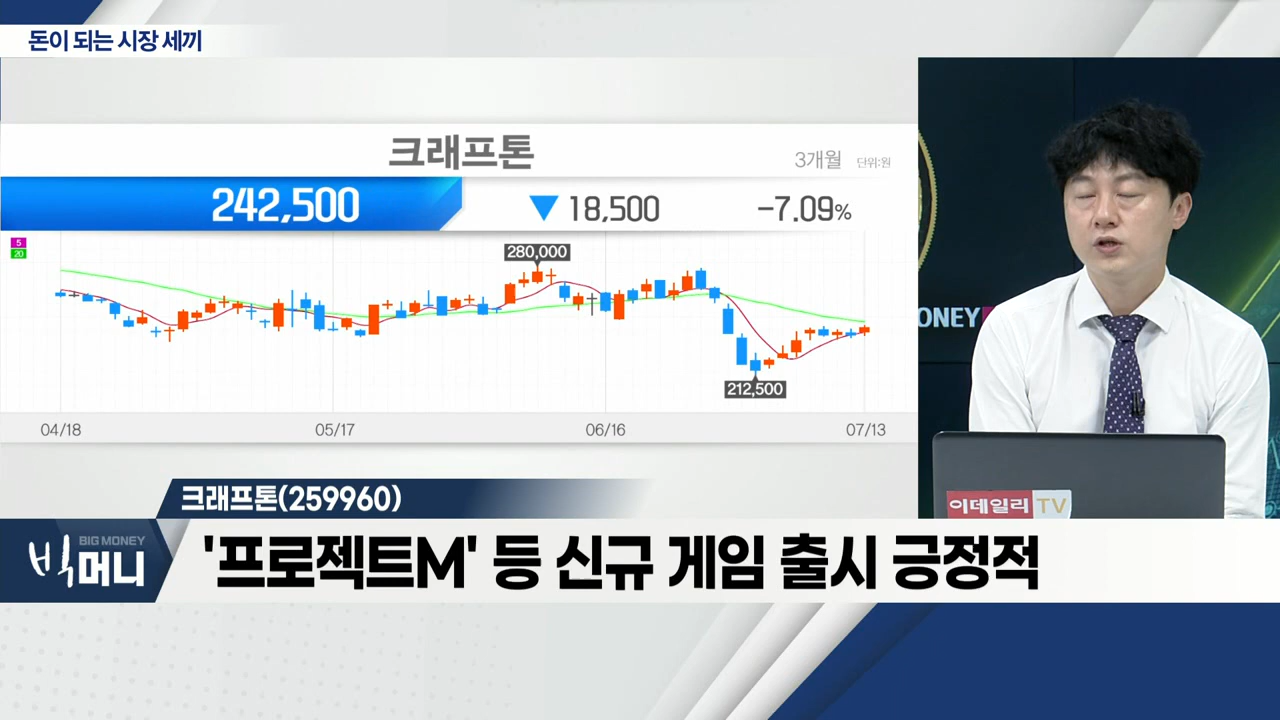 돈이 되는 시장 세끼
크래프톤
3개월 단위:원
242,500 ▼ 18,500 -7.09%
5
20
280,000
212,500
04/18 05/17 06/16 07/13
ONEY
이데일리 TV
크래프톤(259960)
BIG MONEY
빅머니
'프로젝트M' 등 신규 게임 출시 긍정적